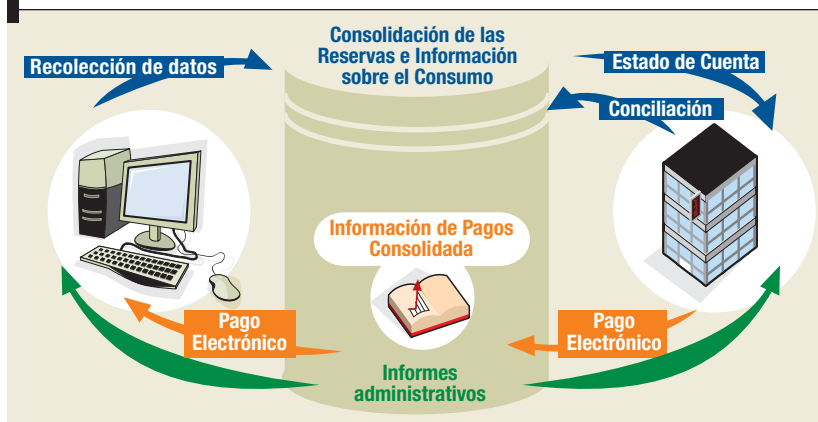 Consolidación de las
Reservas e Información
sobre el Consumo
Recolección de datos
Estado de Cuenta
Conciliación
Información de Pagos
Consolidada
Pago
Electrónico
Pago
Electrónico
Informes
administrativos